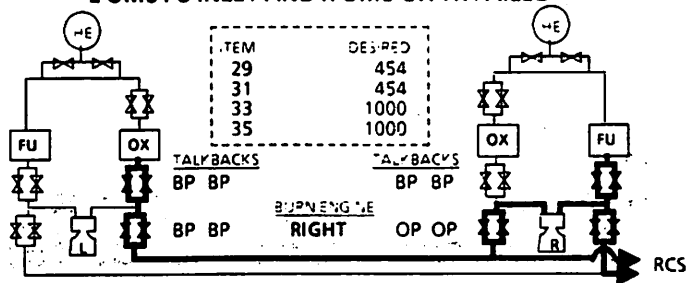 HE
HE
ITEM DESIRED
29 454
31 454
33 1000
35 1000
FU OX OX FU
TALKBACKS TALKBACKS
BP BP BP BP
BURN ENGINE
BP BP RIGHT OP OP
L R
RCS